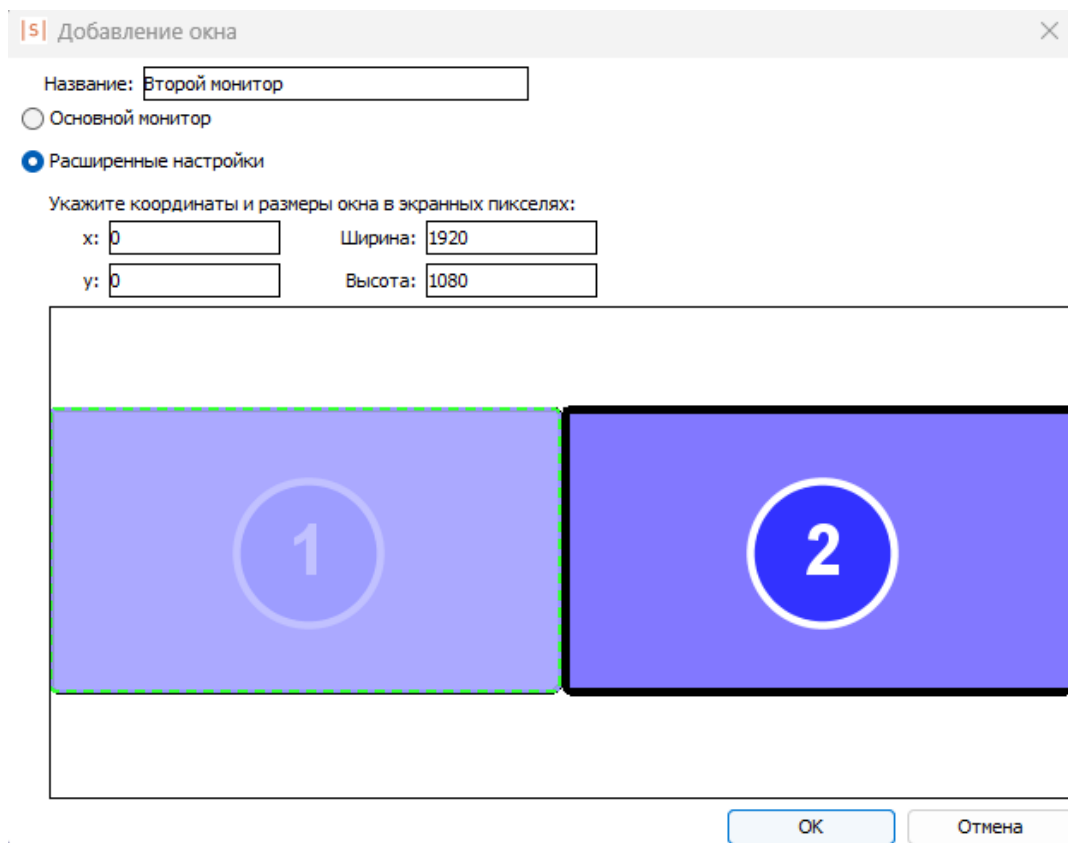 |S| Добавление окна
Название: Второй монитор
Основной монитор
Расширенные настройки
Укажите координаты и размеры окна в экранных пикселях:
x: 0 Ширина: 1920
y: 0 Высота: 1080
1 2
OK Отмена